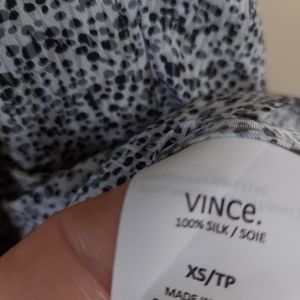 VINCE.
100% SILK / SOIE
XS/TP
MADE IN